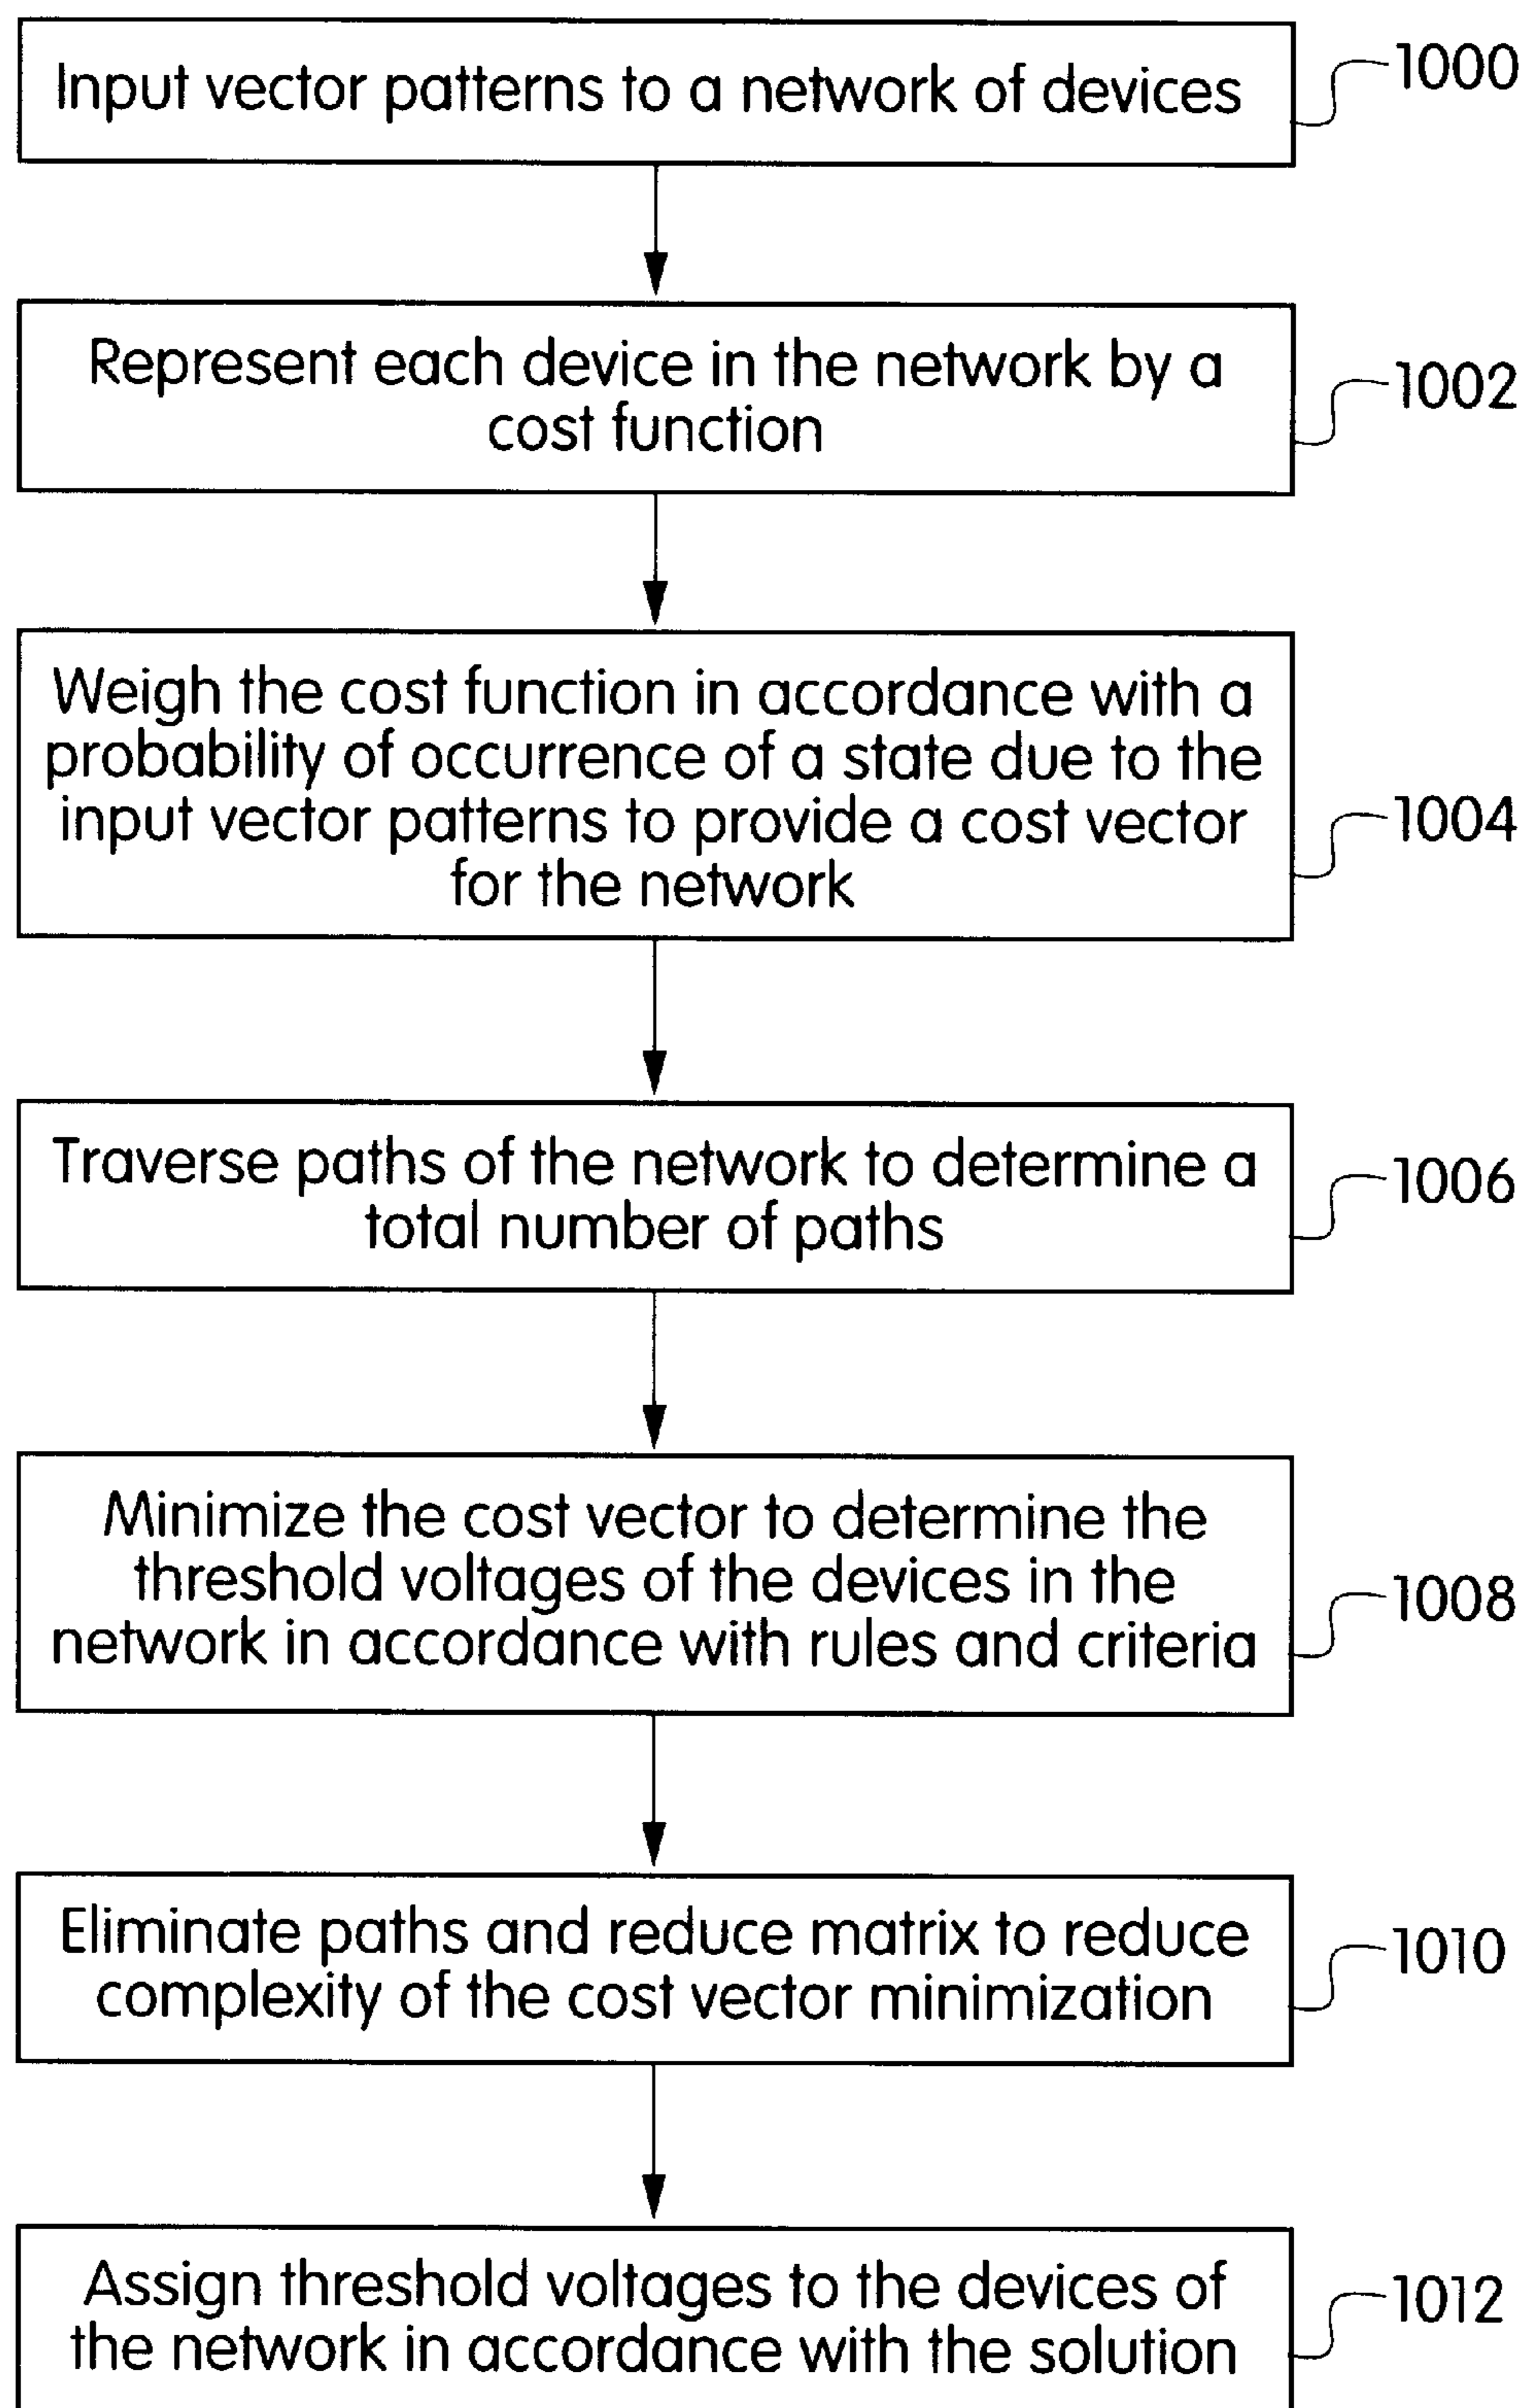 Input vector patterns to a network of devices
1000
Represent each device in the network by a
cost function
1002
Weigh the cost function in accordance with a
probability of occurrence of a state due to the
input vector patterns to provide a cost vector
for the network
1004
Traverse paths of the network to determine a
total number of paths
1006
Minimize the cost vector to determine the
threshold voltages of the devices in the
network in accordance with rules and criteria
1008
Eliminate paths and reduce matrix to reduce
complexity of the cost vector minimization
1010
Assign threshold voltages to the devices of
the network in accordance with the solution
1012